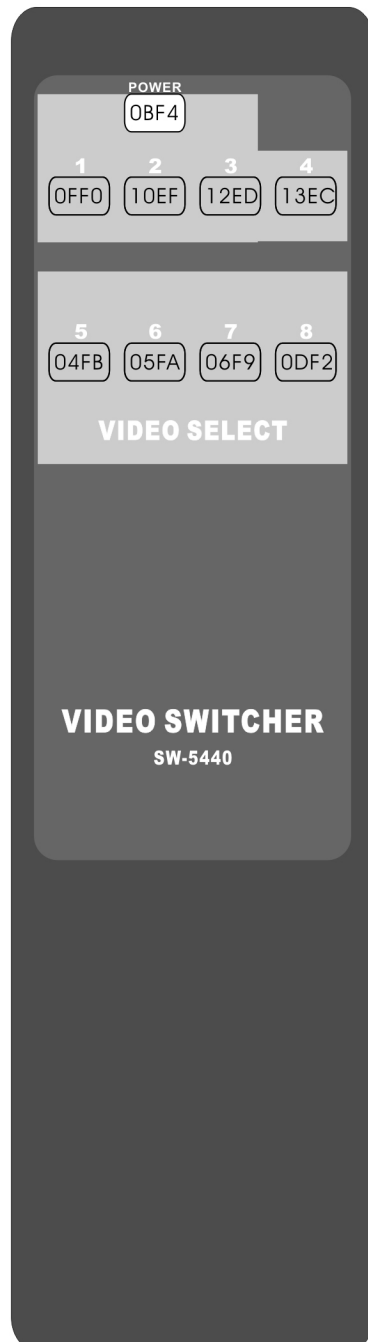 POWER
0BF4
1 2 3 4
0FF0 10EF 12ED 13EC
5 6 7 8
04FB 05FA 06F9 0DF2
VIDEO SELECT
VIDEO SWITCHER
SW-5440